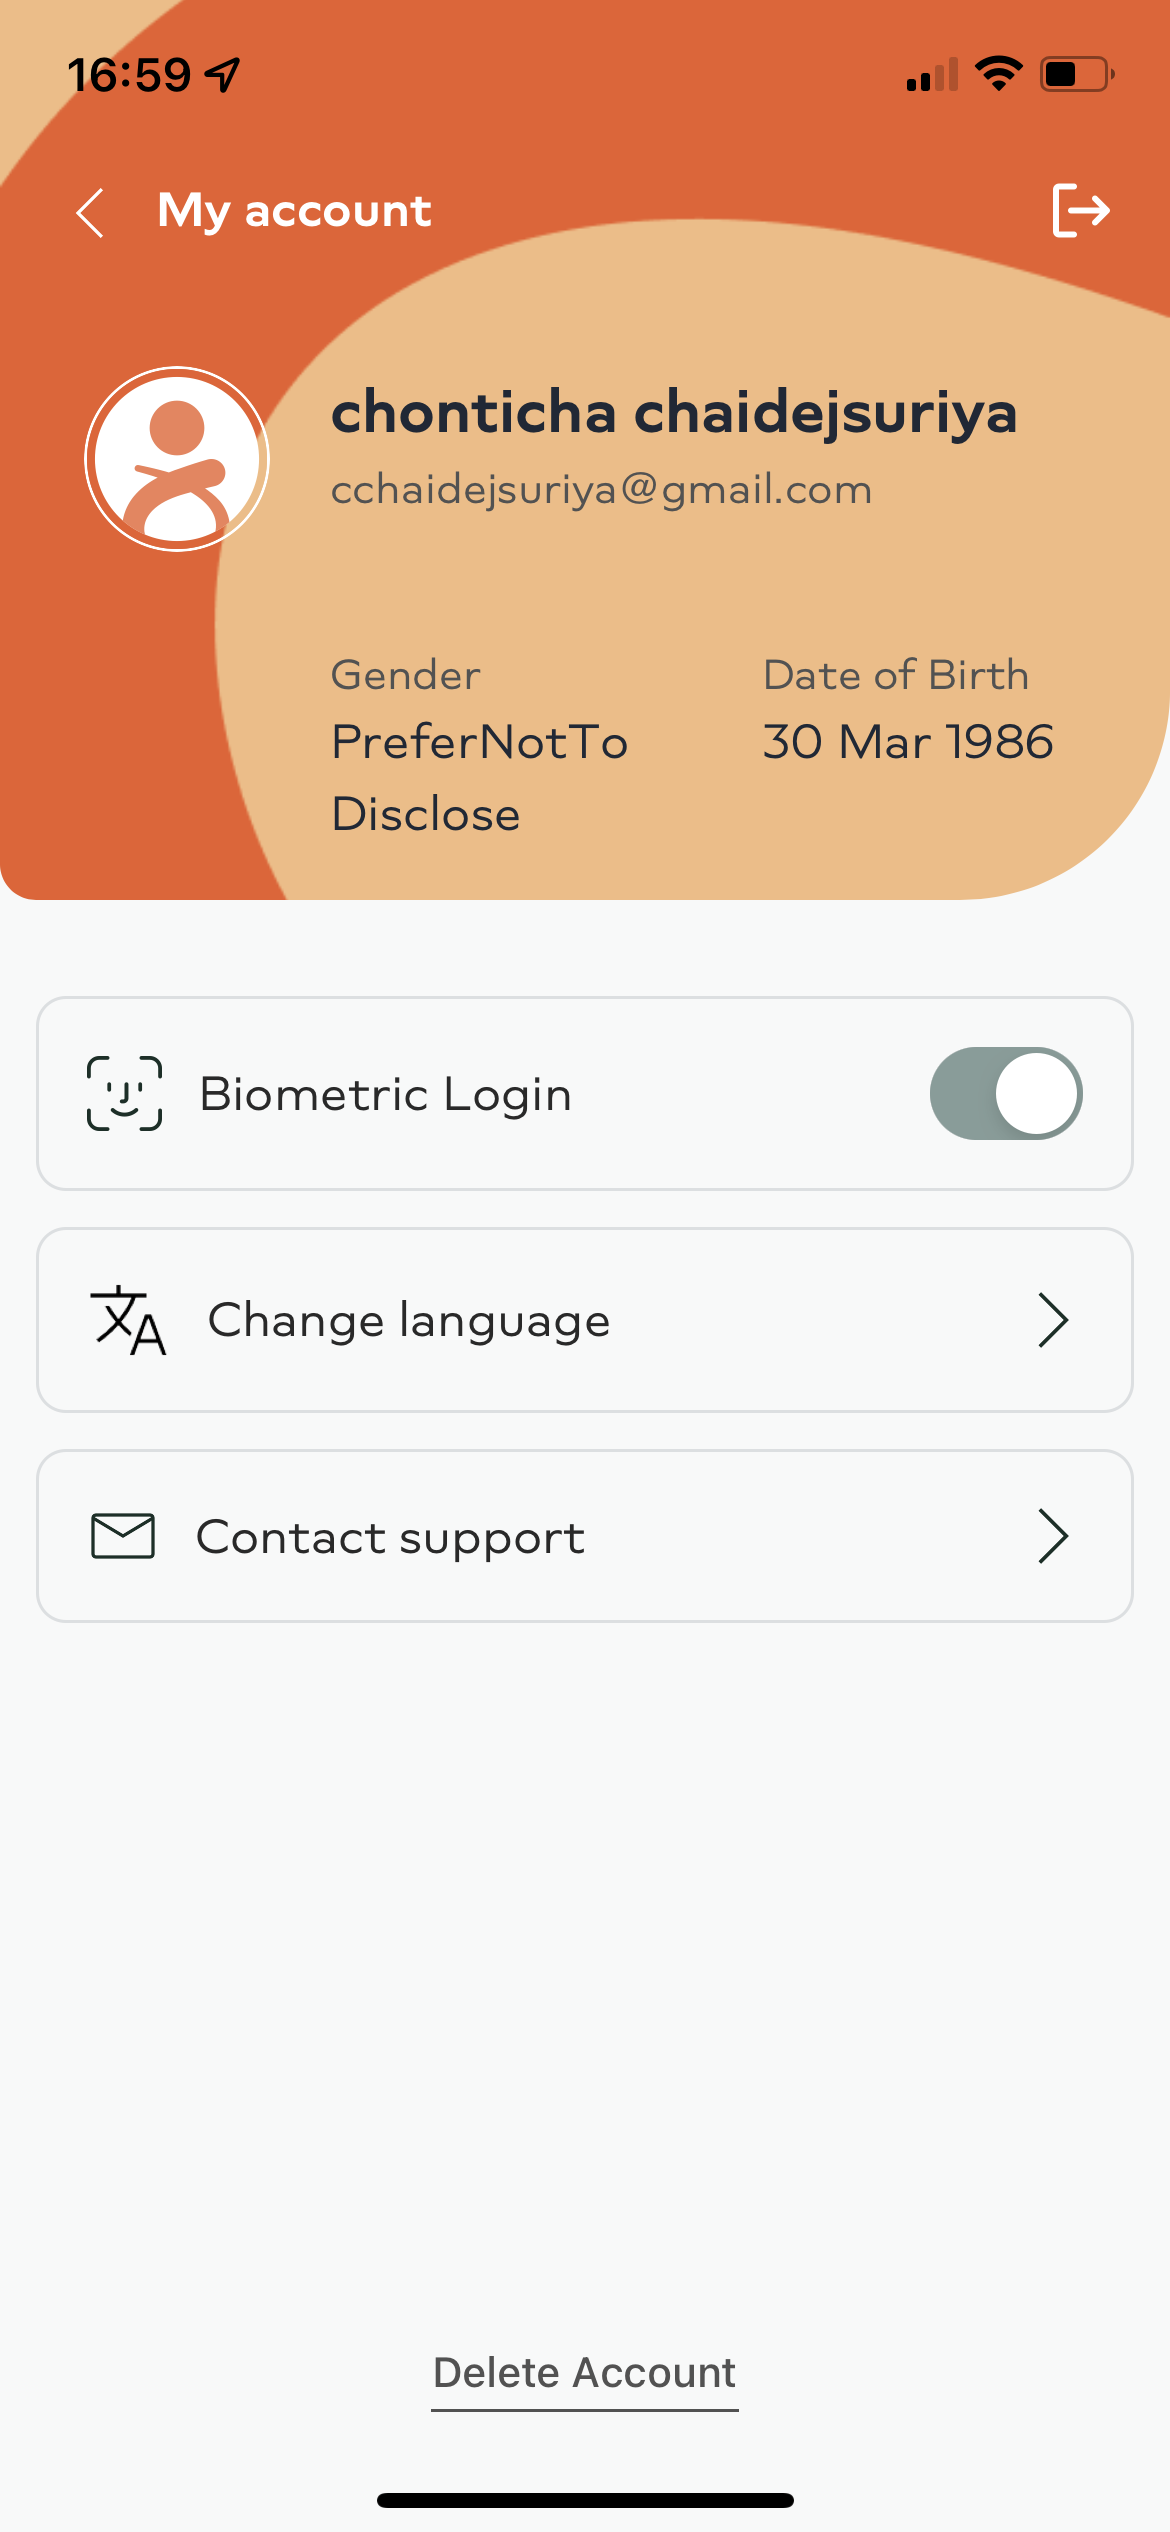 16:59
My account
chonticha chaidejsuriya
cchaidejsuriya@gmail.com
Gender
PreferNotTo
Disclose
Date of Birth
30 Mar 1986
Biometric Login
Change language
Contact support
Delete Account